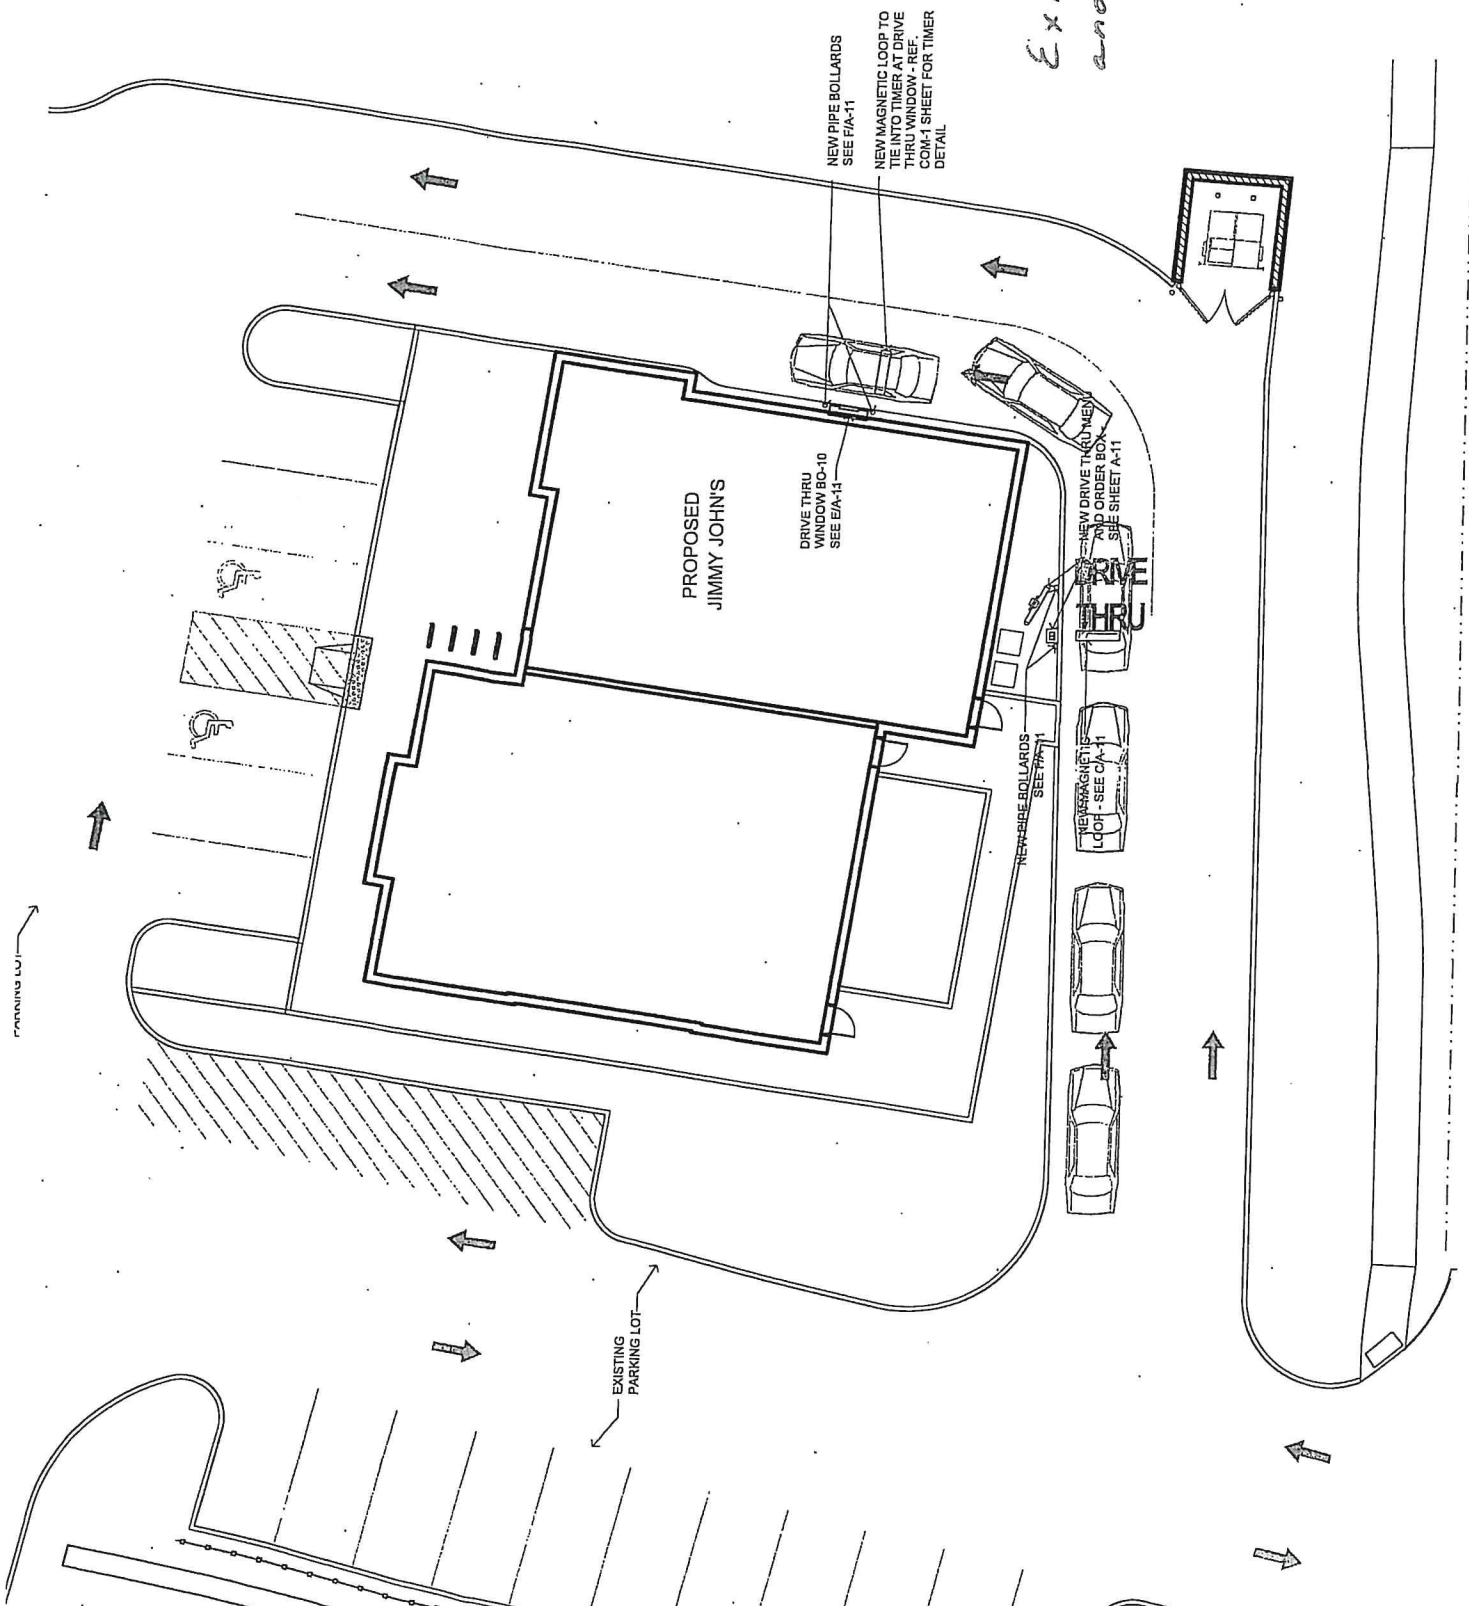 NEW PIPE BOLLARDS
SEE F/A-11
NEW MAGNETIC LOOP TO
TIE INTO TIMER AT DRIVE
THRU WINDOW - REF.
COM-1 SHEET FOR TIMER
DETAIL
PROPOSED
JIMMY JOHN'S
DRIVE THRU
WINDOW BO-10
SEE E/A-11
NEW DRIVE THRU MENU
AND ORDER BOX -
SEE SHEET A-11
DRIVE
THRU
NEW PIPE BOLLARDS
SEE F/A-11
NEW MAGNETIC
LOOP - SEE C/A-11
PARKING LOT
EXISTING
PARKING LOT
and